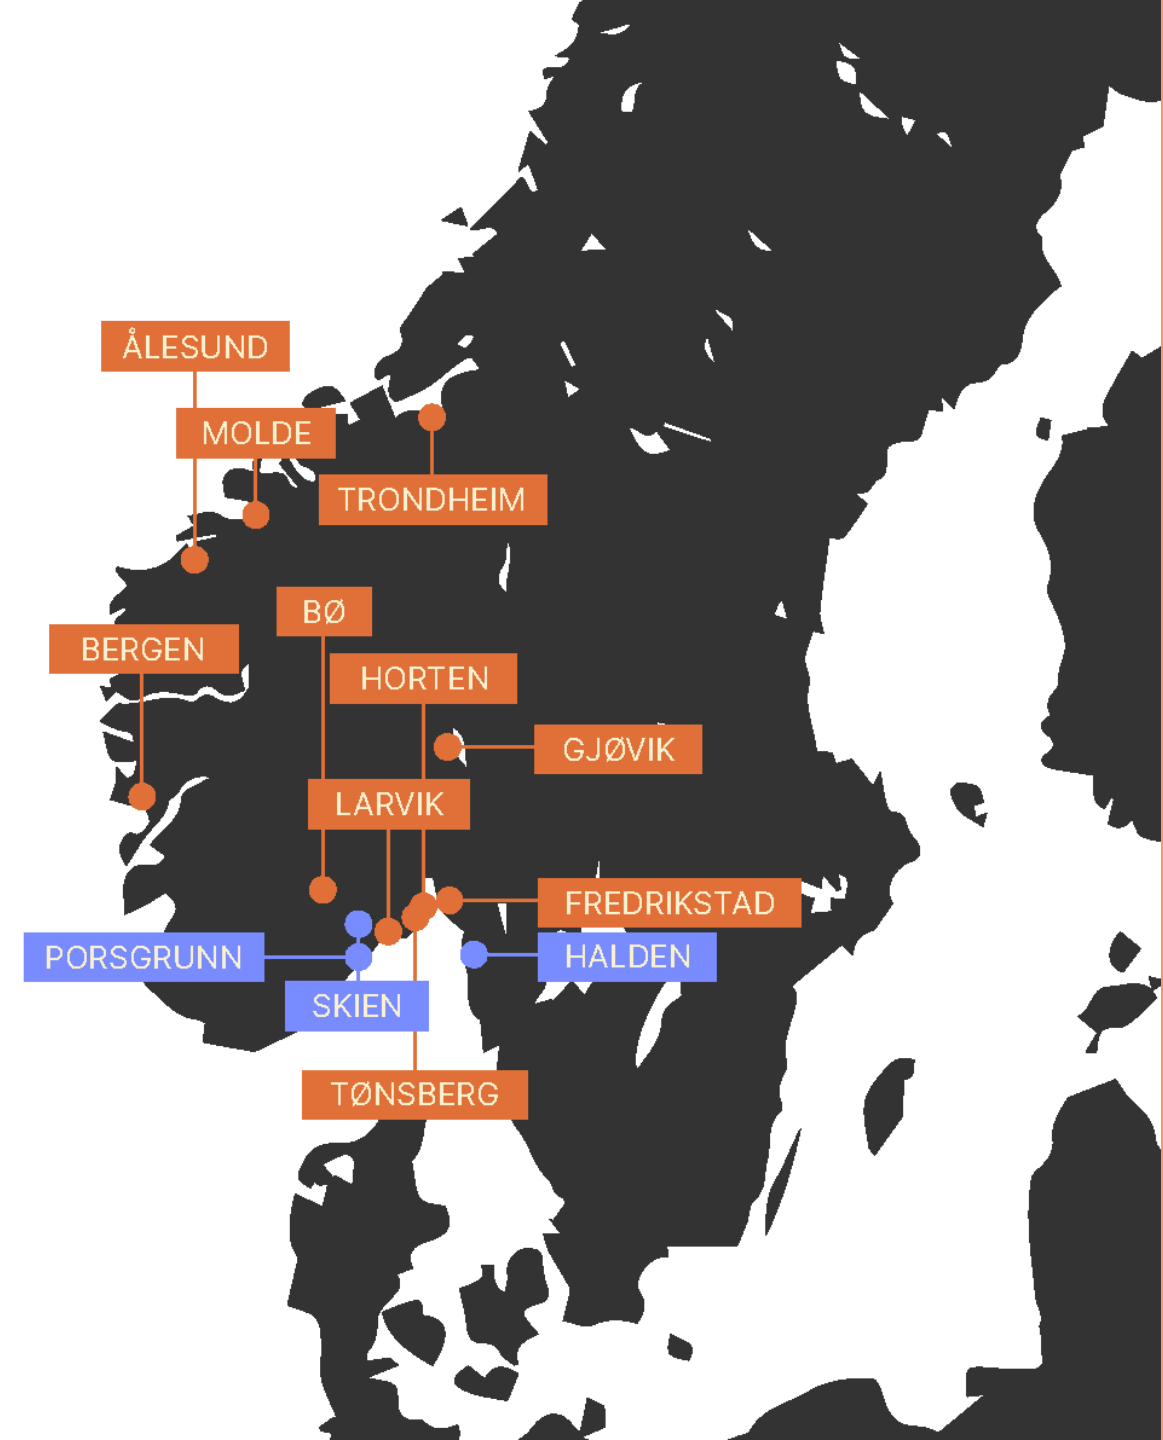 ÅLESUND
MOLDE
TRONDHEIM
BØ
BERGEN
HORTEN
GJØVIK
LARVIK
FREDRIKSTAD
PORSGRUNN
HALDEN
SKIEN
TØNSBERG